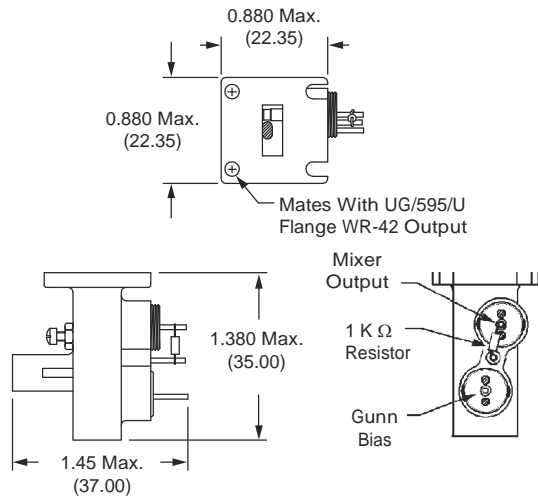 0.880 Max.
(22.35)
0.880 Max.
(22.35)
Mates With UG/595/U
Flange WR-42 Output
1.380 Max.
(35.00)
1.45 Max.
(37.00)
Mixer
Output
1 K Ω
Resistor
Gunn
Bias